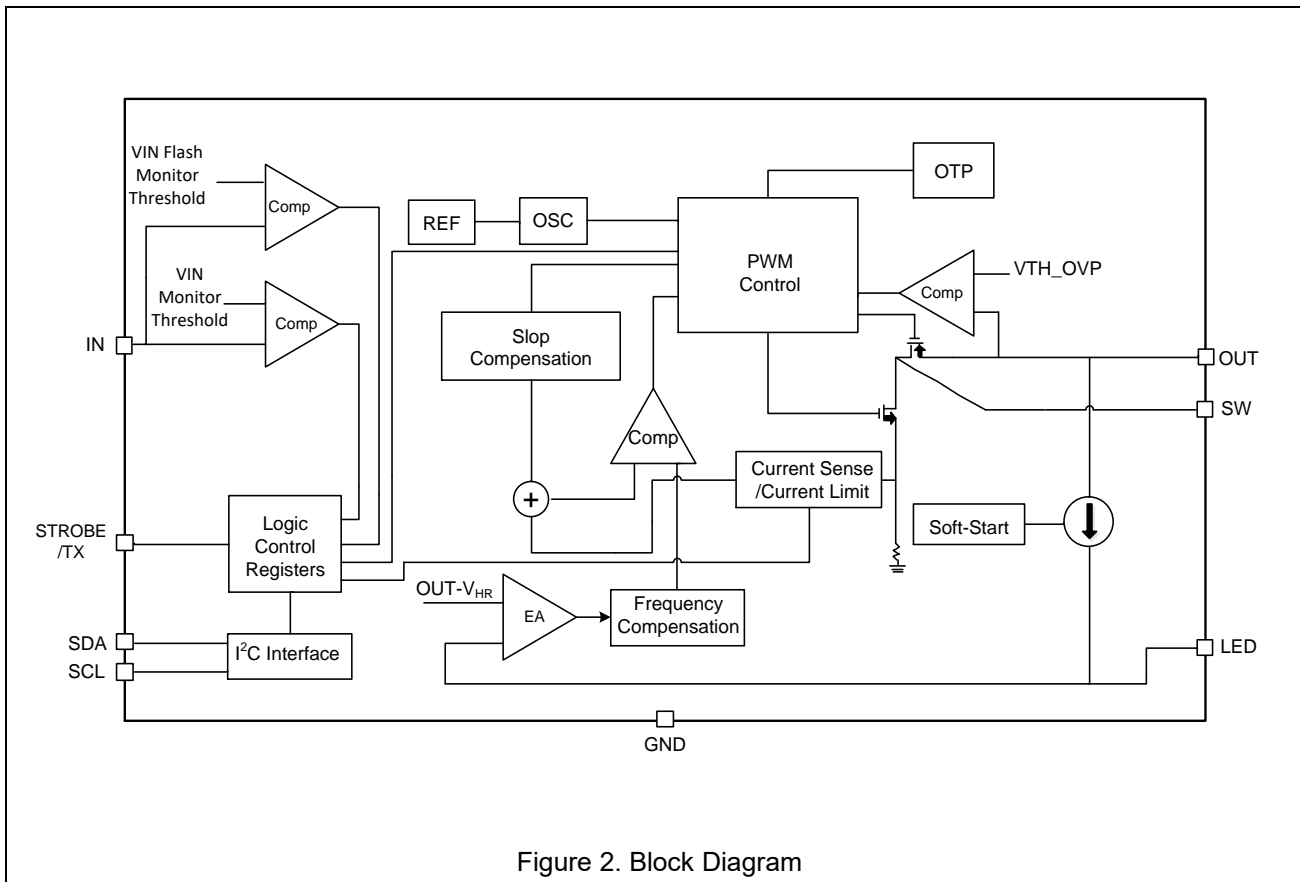 VIN Flash
Monitor
Threshold
Comp
VIN
Monitor
Threshold
Comp
IN
REF
OSC
OTP
PWM
Control
VTH_OVP
Comp
Slop
Compensation
OUT
SW
Comp
+
Current Sense
/Current Limit
Soft-Start
STROBE
/TX
Logic
Control
Registers
OUT-VHR
EA
Frequency
Compensation
SDA
SCL
I²C Interface
LED
GND
Figure 2. Block Diagram